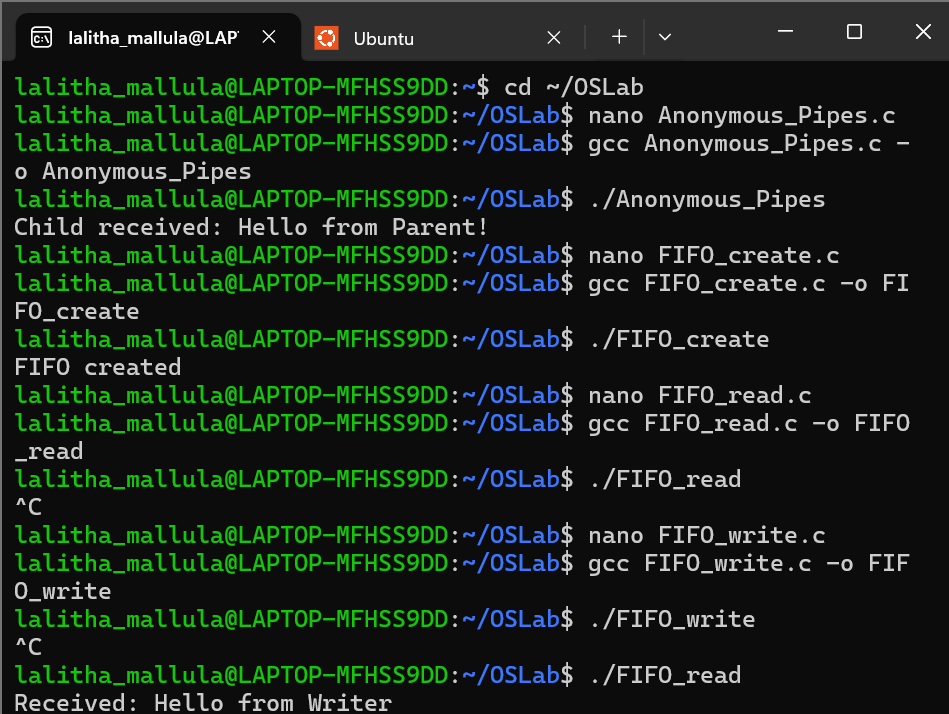 lalitha_mallula@LAP
Ubuntu
lalitha_mallula@LAPTOP-MFHSS9DD:~$ cd ~/OSLab
lalitha_mallula@LAPTOP-MFHSS9DD:~/OSLab$ nano Anonymous_Pipes.c
lalitha_mallula@LAPTOP-MFHSS9DD:~/OSLab$ gcc Anonymous_Pipes.c -
o Anonymous_Pipes
lalitha_mallula@LAPTOP-MFHSS9DD:~/OSLab$ ./Anonymous_Pipes
Child received: Hello from Parent!
lalitha_mallula@LAPTOP-MFHSS9DD:~/OSLab$ nano FIFO_create.c
lalitha_mallula@LAPTOP-MFHSS9DD:~/OSLab$ gcc FIFO_create.c -o FI
FO_create
lalitha_mallula@LAPTOP-MFHSS9DD:~/OSLab$ ./FIFO_create
FIFO created
lalitha_mallula@LAPTOP-MFHSS9DD:~/OSLab$ nano FIFO_read.c
lalitha_mallula@LAPTOP-MFHSS9DD:~/OSLab$ gcc FIFO_read.c -o FIFO
_read
lalitha_mallula@LAPTOP-MFHSS9DD:~/OSLab$ ./FIFO_read
^C
lalitha_mallula@LAPTOP-MFHSS9DD:~/OSLab$ nano FIFO_write.c
lalitha_mallula@LAPTOP-MFHSS9DD:~/OSLab$ gcc FIFO_write.c -o FIF
O_write
lalitha_mallula@LAPTOP-MFHSS9DD:~/OSLab$ ./FIFO_write
^C
lalitha_mallula@LAPTOP-MFHSS9DD:~/OSLab$ ./FIFO_read
Received: Hello from Writer